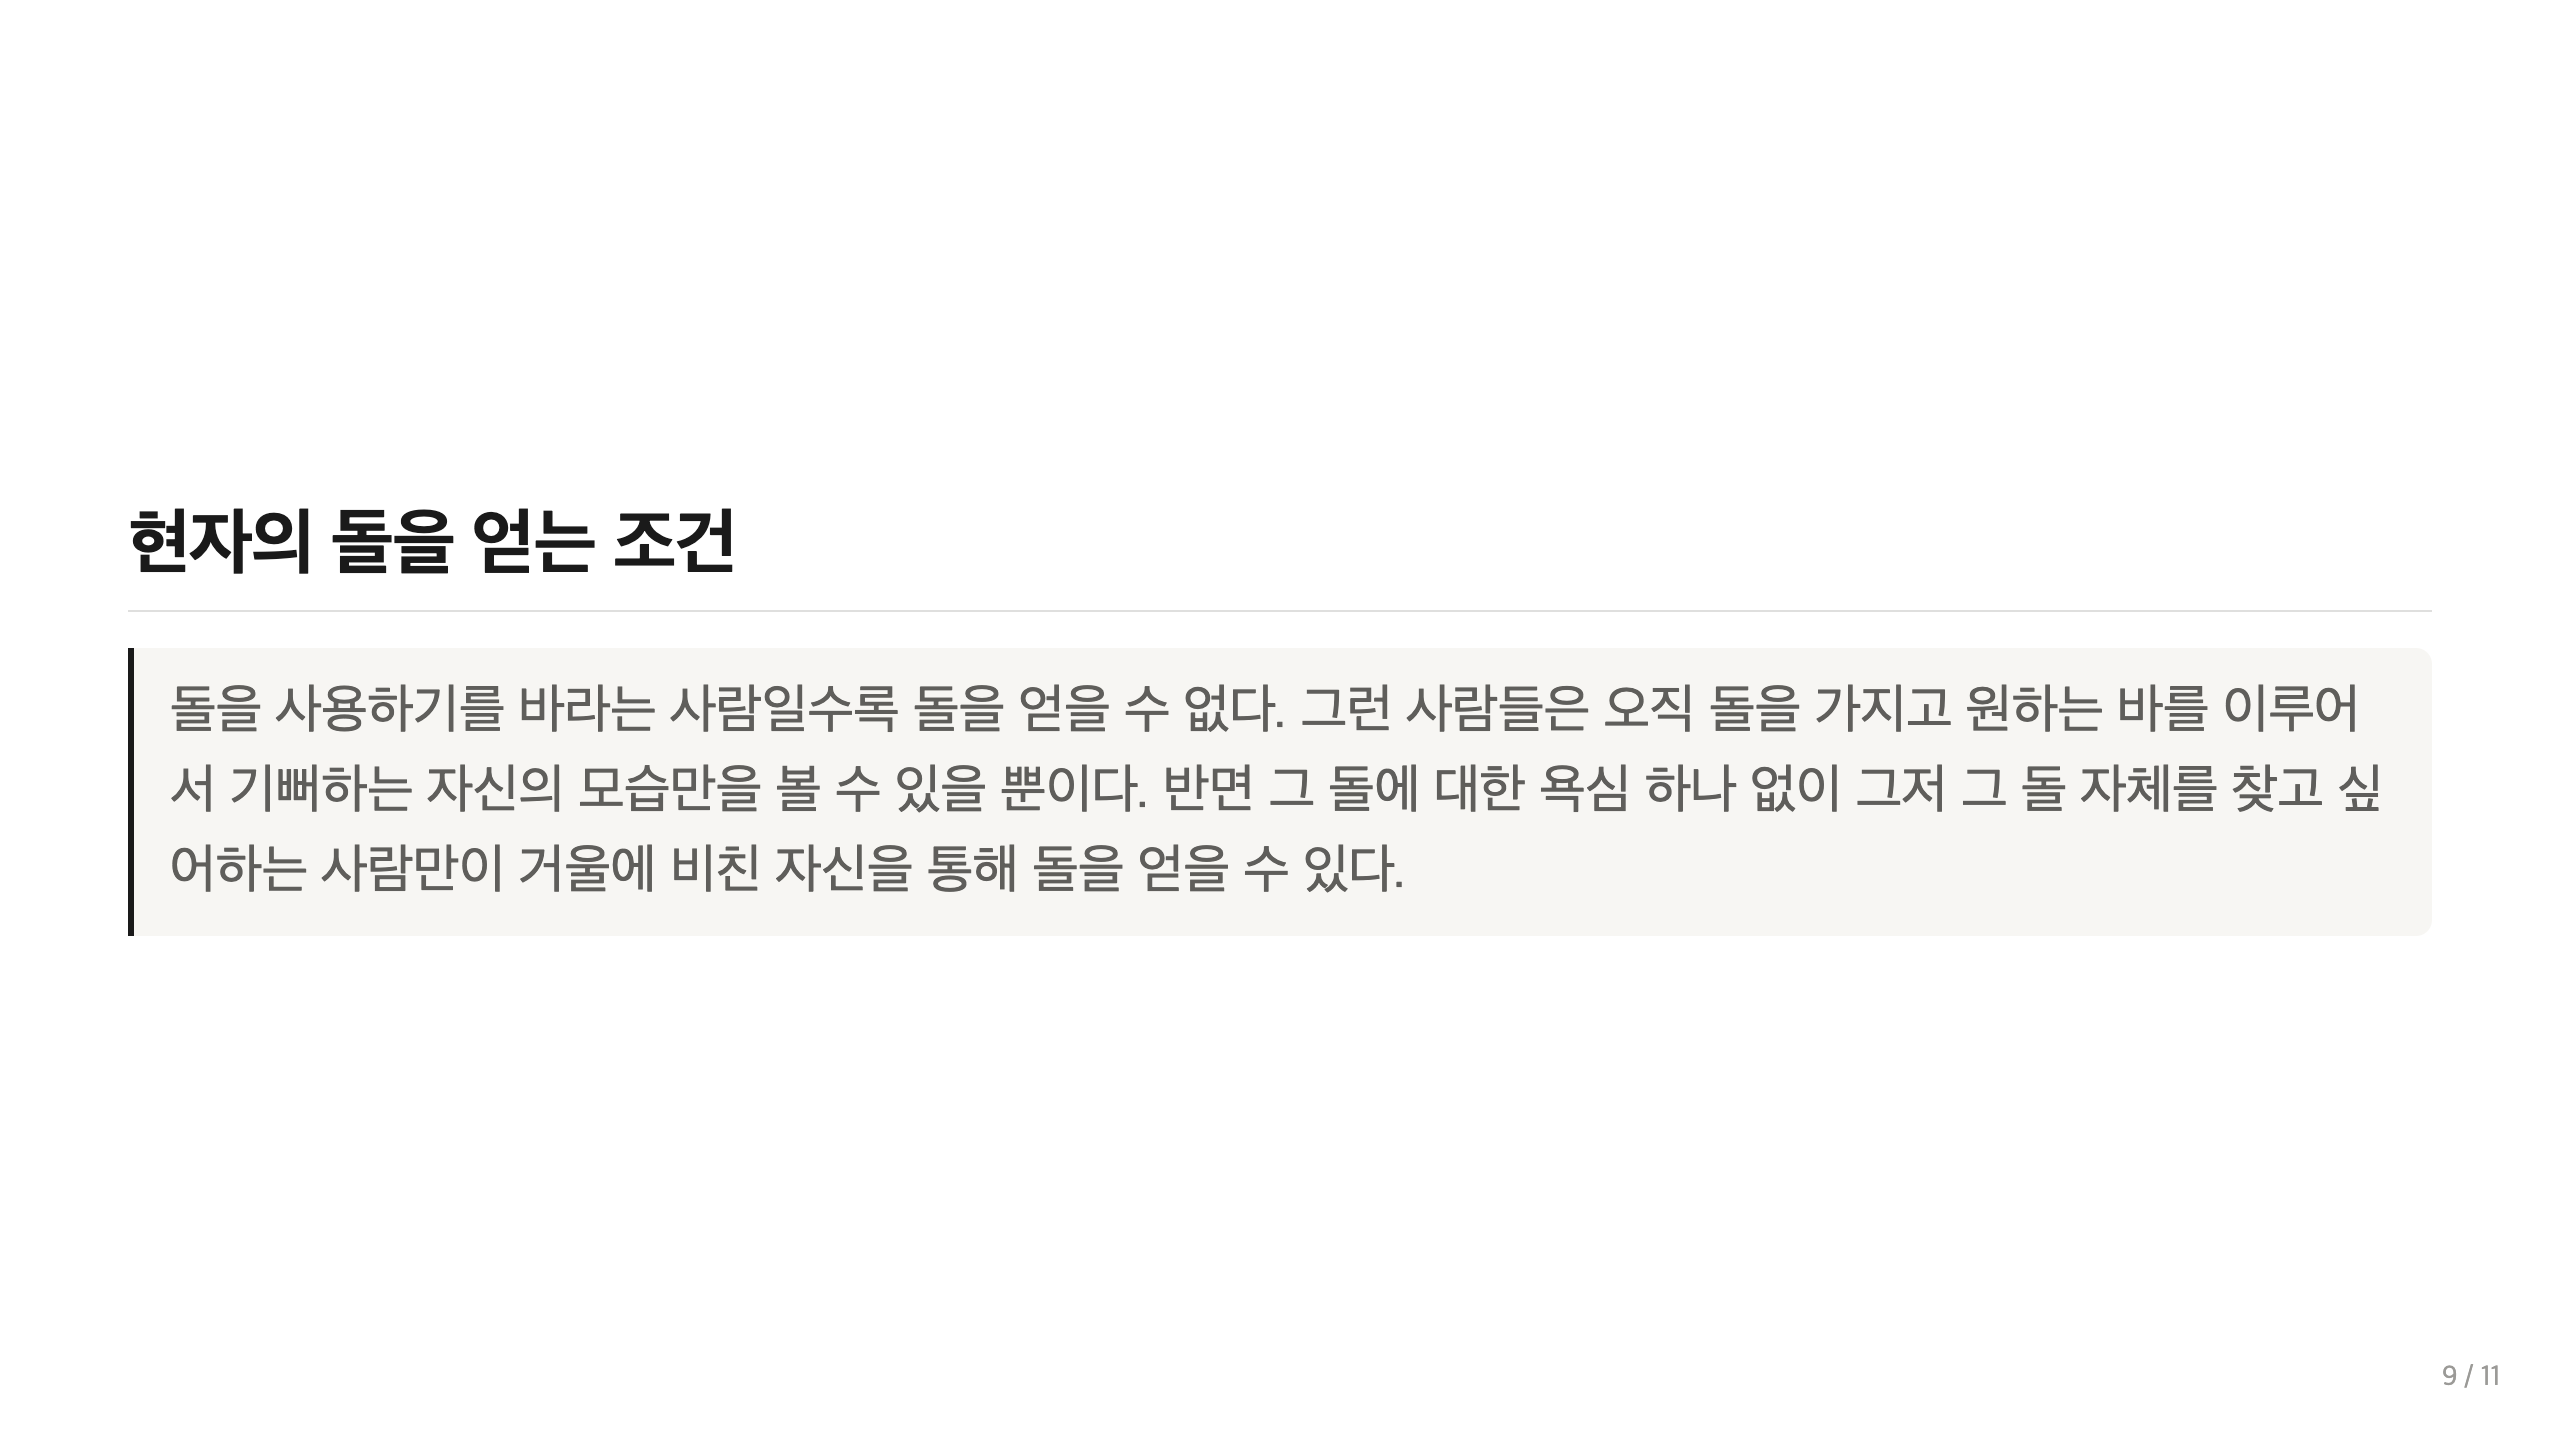 현자의 돌을 얻는 조건
돌을 사용하기를 바라는 사람일수록 돌을 얻을 수 없다. 그런 사람들은 오직 돌을 가지고 원하는 바를 이루어
서 기뻐하는 자신의 모습만을 볼 수 있을 뿐이다. 반면 그 돌에 대한 욕심 하나 없이 그저 그 돌 자체를 찾고 싶
어하는 사람만이 거울에 비친 자신을 통해 돌을 얻을 수 있다.
9 / 11